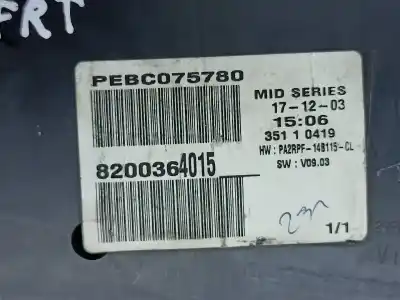 FRT
PEBC075780
MID SERIES
17-12-03
15:06
351 1 0419
HW : PA2RPF-14B115-CL
SW : V09.03
8200364015
1/1